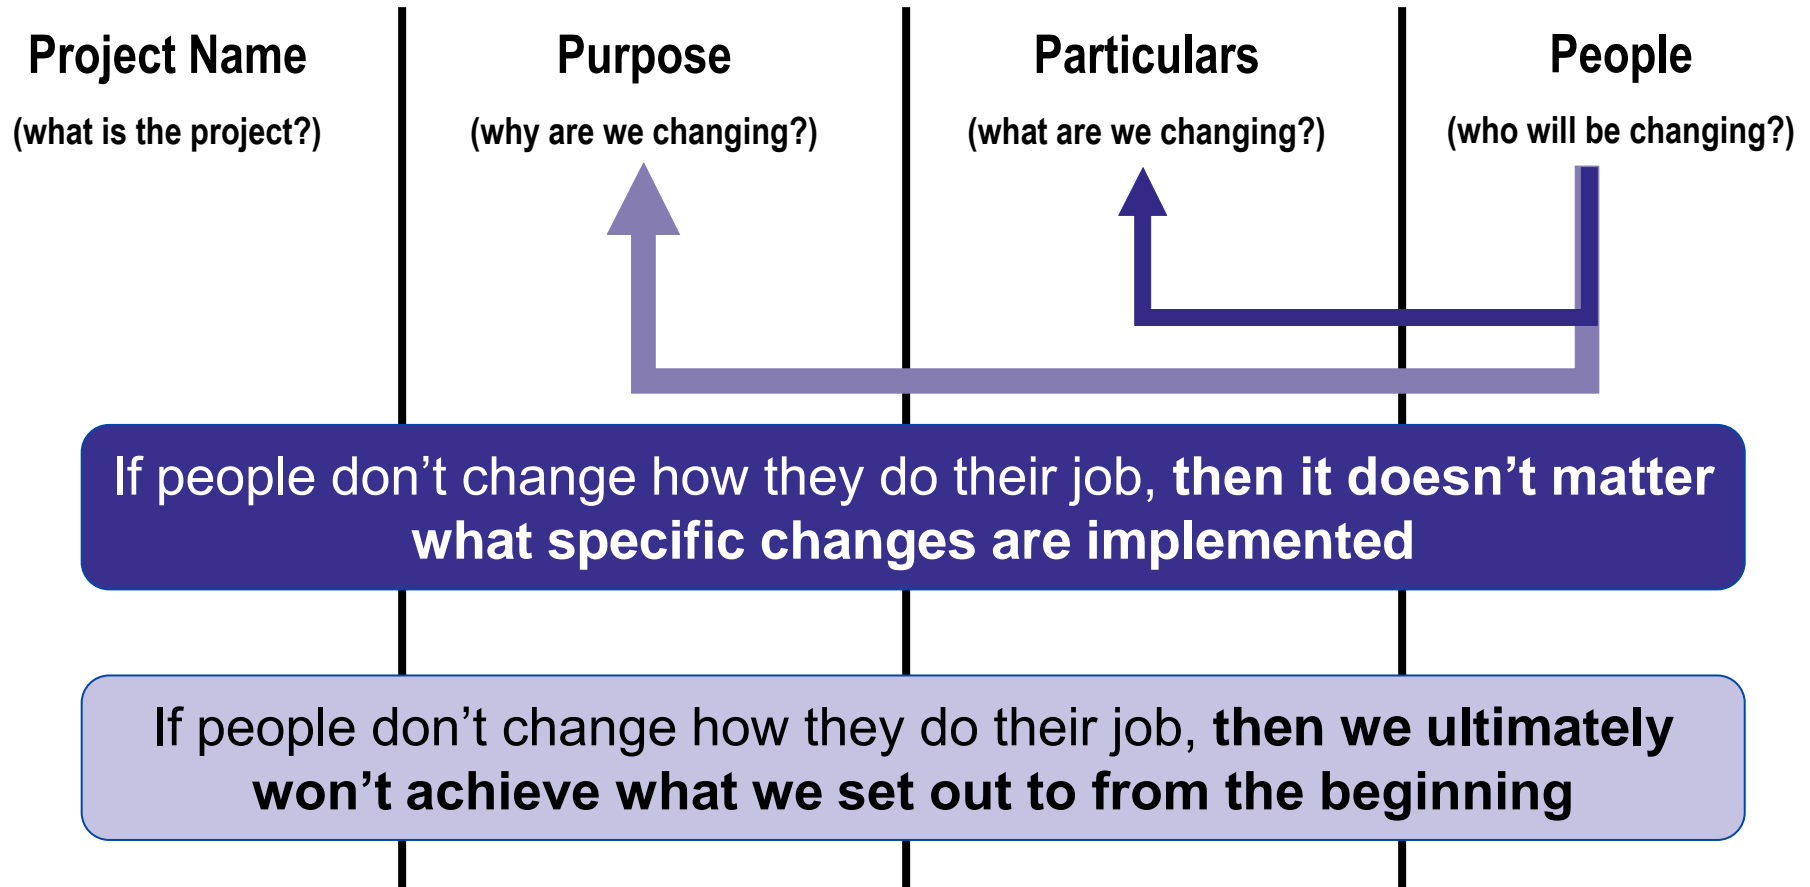 Project Name
(what is the project?)
Purpose
(why are we changing?)
Particulars
(what are we changing?)
People
(who will be changing?)
If people don’t change how they do their job, then it doesn’t matter
what specific changes are implemented
If people don’t change how they do their job, then we ultimately
won’t achieve what we set out to from the beginning